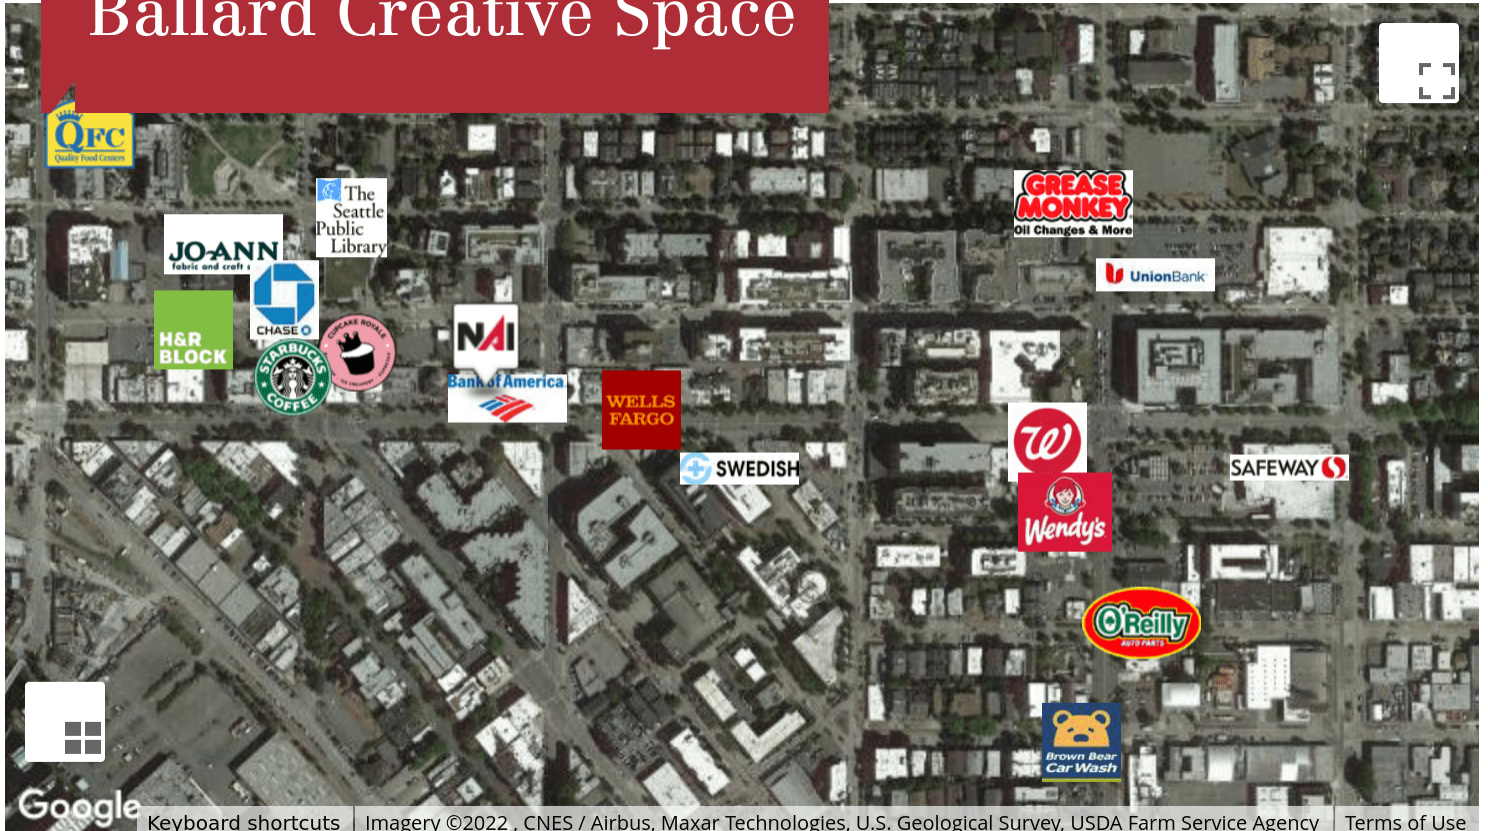 Ballard Creative Space
QFC
Quality Food Centers
The
Seattle
Public
Library
JO-ANN
fabric and craft s
CHASE
H&R
BLOCK
CUPCAKE ROYALE
STARBUCKS
COFFEE
NAI
Bank of America
WELLS
FARGO
SWEDISH
GREASE
MONKEY
Oil Changes & More
UnionBank
W
Wendy's
SAFEWAY S
O'Reilly
AUTO PARTS
Brown Bear
Car Wash
Google
Keyboard shortcuts
Imagery ©2022 , CNES / Airbus, Maxar Technologies, U.S. Geological Survey, USDA Farm Service Agency
Terms of Use